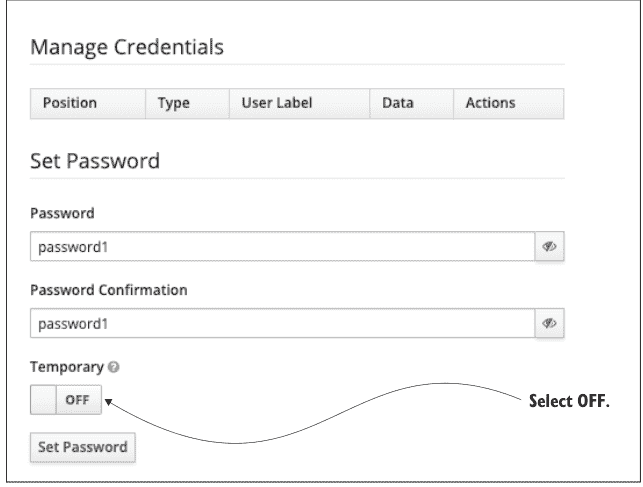 Manage Credentials
Position Type User Label Data Actions
Set Password
Password
password1
Password Confirmation
password1
Temporary
OFF
Select OFF.
Set Password